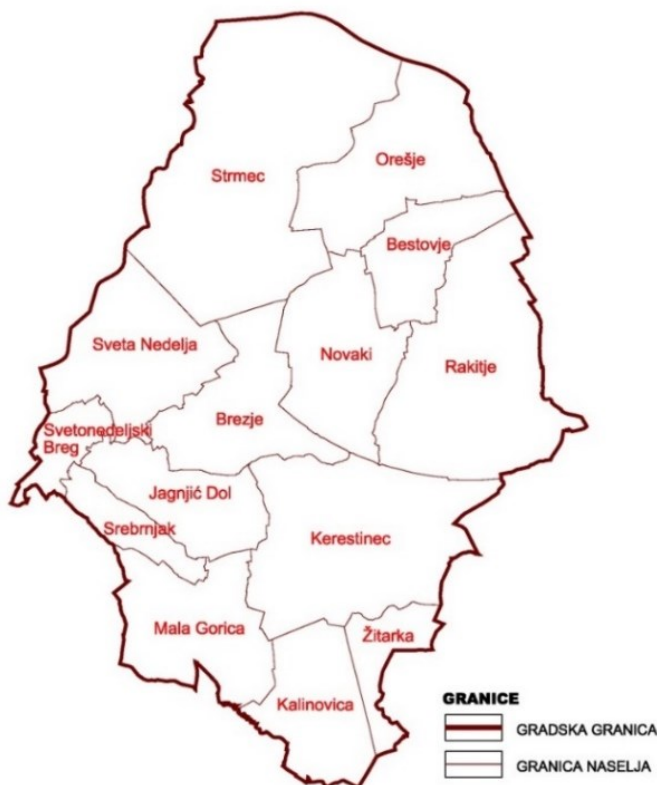 Orešje
Strmec
Bestovje
Sveta Nedelja
Novaki
Rakitje
Brezje
Svetonedeljski
Breg
Jagnjić Dol
Srebrnjak
Kerestinec
Mala Gorica
Žitarka
Kalinovica
GRANICE
GRADSKA GRANICA
GRANICA NASELJA